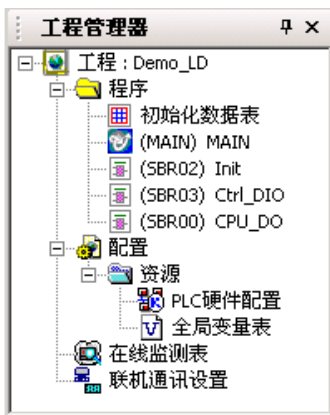 工程管理器
工程 : Demo_LD
程序
初始化数据表
(MAIN) MAIN
(SBR02) Init
(SBR03) Ctrl_DIO
(SBR00) CPU_DO
配置
资源
PLC硬件配置
全局变量表
在线监测表
联机通讯设置